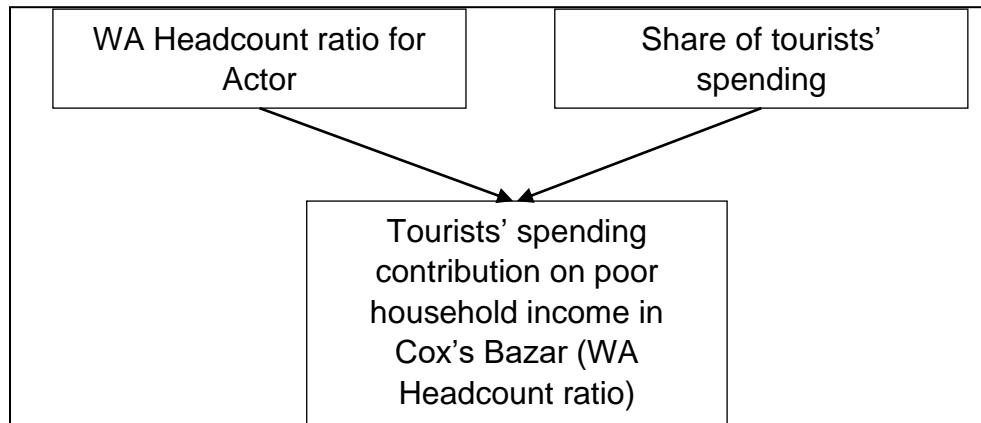 WA Headcount ratio for
Actor
Share of tourists’
spending
Tourists’ spending
contribution on poor
household income in
Cox’s Bazar (WA
Headcount ratio)